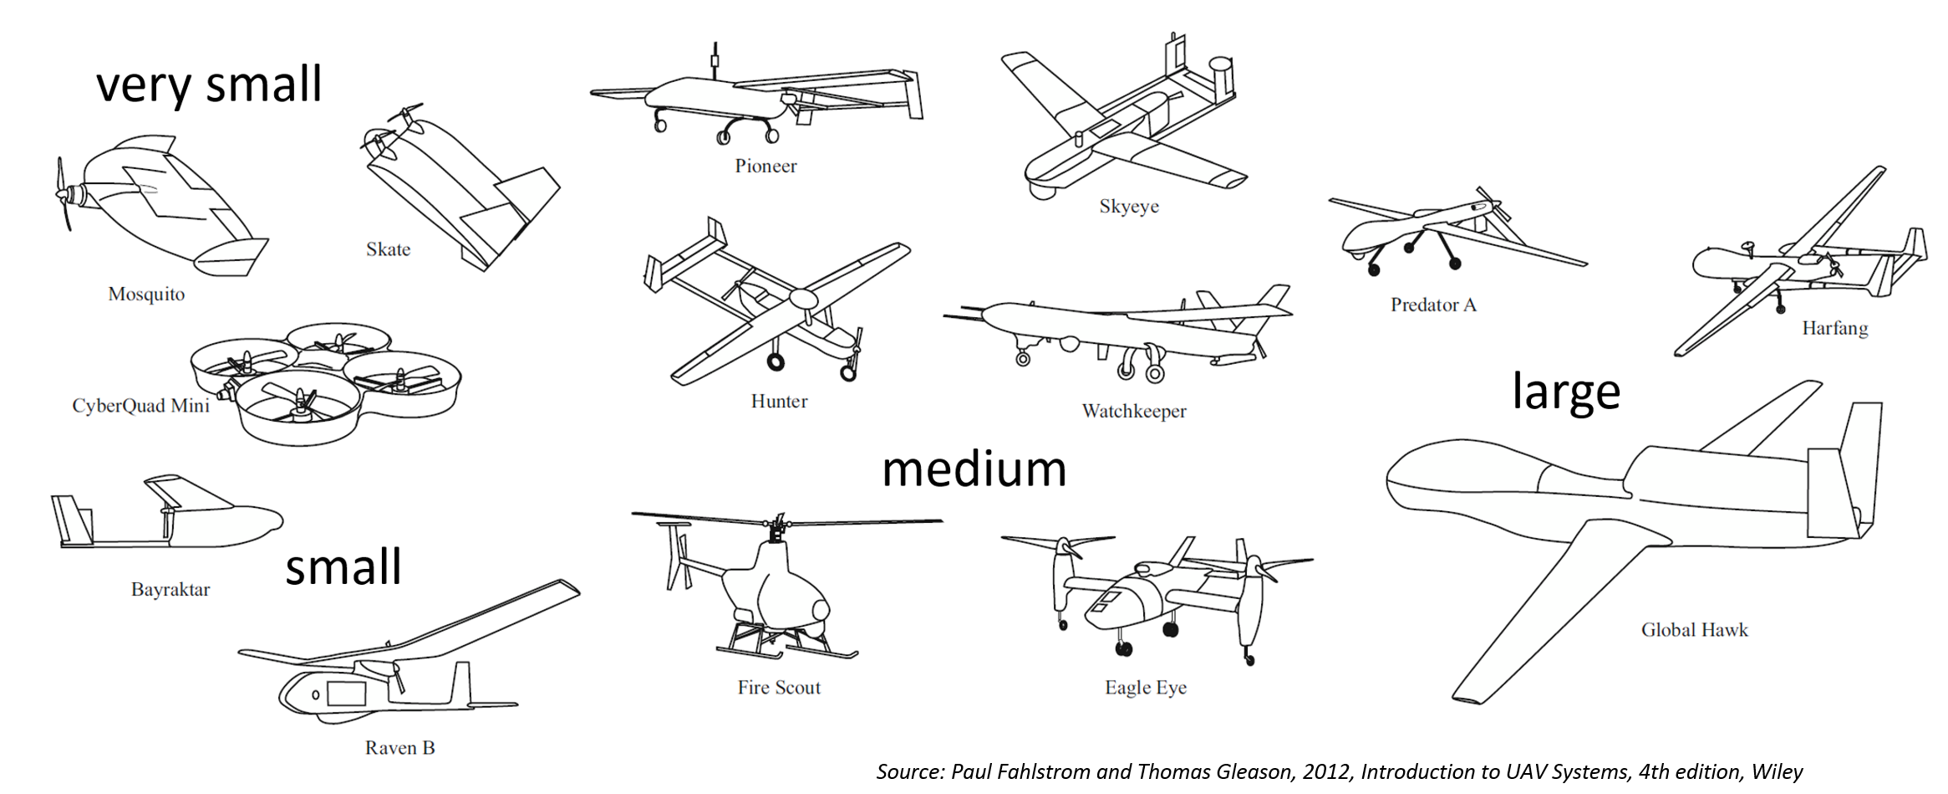 very small
Mosquito
Skate
CyberQuad Mini
Bayraktar
small
Raven B
Pioneer
Skyeye
Hunter
Watchkeeper
medium
Fire Scout
Eagle Eye
Predator A
Harfang
large
Global Hawk
Source: Paul Fahlstrom and Thomas Gleason, 2012, Introduction to UAV Systems, 4th edition, Wiley